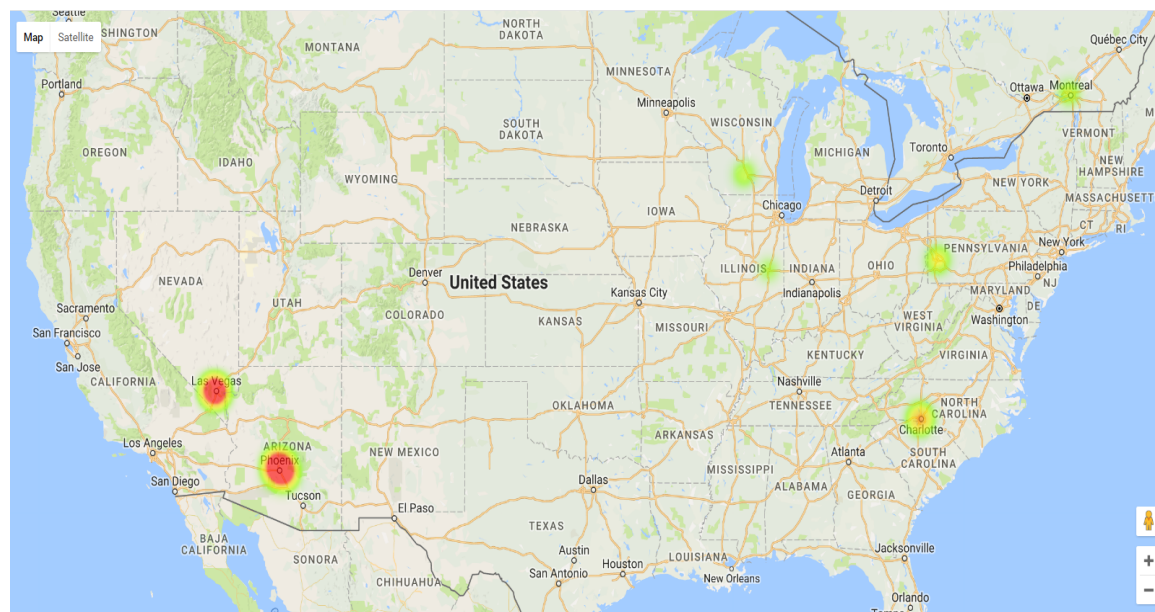 Seattle
Map
Satellite
SHINGTON
NORTH
DAKOTA
MONTANA
Québec City
MINNESOTA
Portland
Ottawa
Montreal
Minneapolis
SOUTH
DAKOTA
WISCONSIN
VERMONT
OREGON
IDAHO
MICHIGAN
Toronto
NEW
HAMPSHIRE
WYOMING
NEW YORK
Detroit
MASSACHUSETT
Chicago
IOWA
CT
RI
NEBRASKA
New York
PENNSYLVANIA
Denver
United States
ILLINOIS
INDIANA
OHIO
Philadelphia
NEVADA
NJ
UTAH
Kansas City
Indianapolis
MARYLAND
Sacramento
COLORADO
DE
WEST
VIRGINIA
Washington
KANSAS
MISSOURI
San Francisco
San Jose
KENTUCKY
VIRGINIA
CALIFORNIA
Las Vegas
Nashville
TENNESSEE
OKLAHOMA
NORTH
CAROLINA
Charlotte
Los Angeles
ARIZONA
Phoenix
NEW MEXICO
ARKANSAS
Atlanta
SOUTH
CAROLINA
San Diego
Tucson
Dallas
MISSISSIPPI
ALABAMA
GEORGIA
El Paso
TEXAS
BAJA
CALIFORNIA
SONORA
Austin
LOUISIANA
Jacksonville
Houston
San Antonio
CHIHUAHUA
New Orleans
Orlando